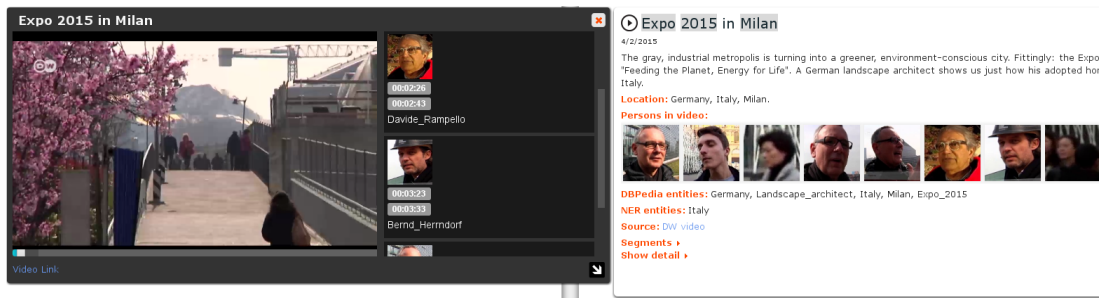 Expo 2015 in Milan
DW
00:02:26
00:02:43
Davide_Rampello
00:03:23
00:03:33
Bernd_Herrndorf
Video Link
Expo 2015 in Milan
4/2/2015
The gray, industrial metropolis is turning into a greener, environment-conscious city. Fittingly: the Expo
"Feeding the Planet, Energy for Life". A German landscape architect shows us just how his adopted
Italy.
Location: Germany, Italy, Milan.
Persons in video:
DBPedia entities: Germany, Landscape_architect, Italy, Milan, Expo_2015
NER entities: Italy
Source: DW video
Segments
Show detail